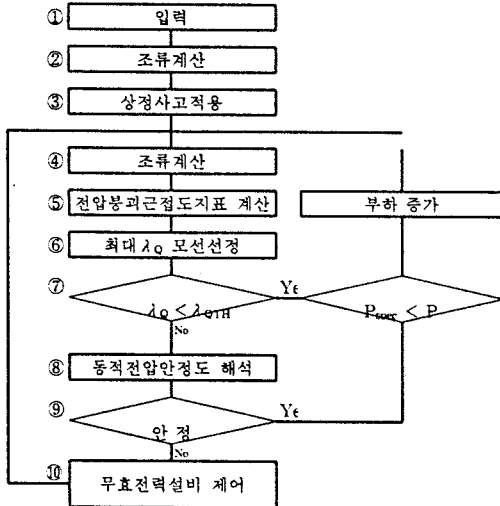 ① 입력
② 조류계산
③ 상정사고적용
④ 조류계산
⑤ 전압붕괴근접도지표 계산
부하 증가
⑥ 최대 λQ 모선선정
⑦ λQ < λQTH
Ye
P < P
No
⑧ 동적전압안정도 해석
⑨ 안 정
Ye
No
⑩ 무효전력설비 제어